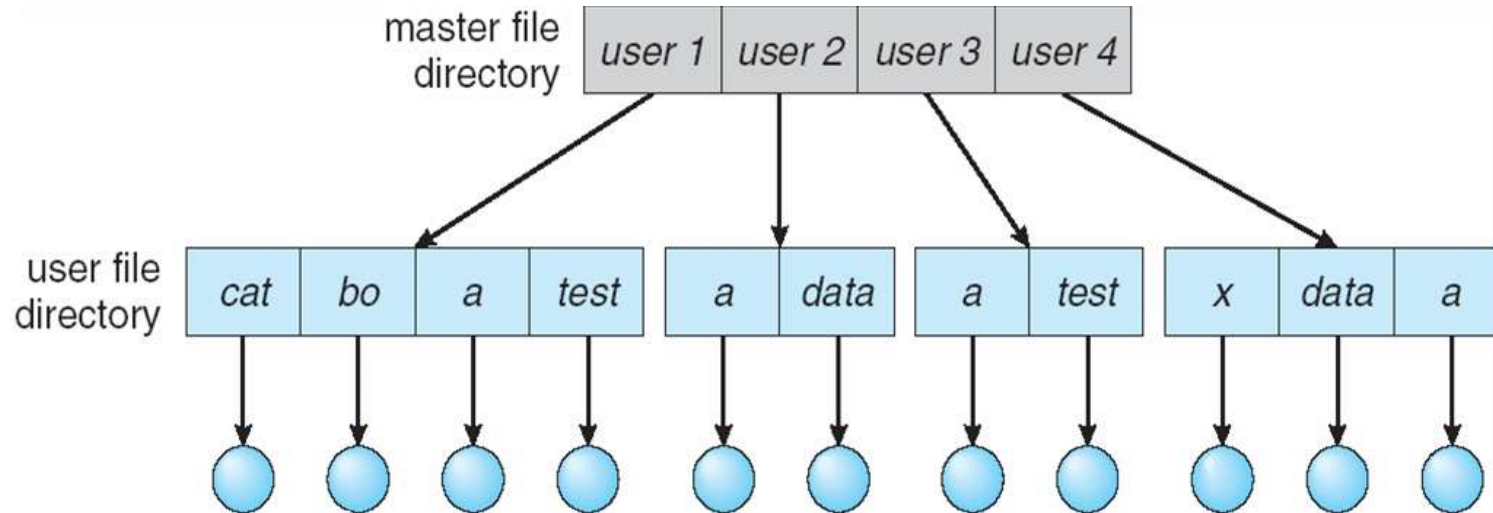 master file
directory
user 1 user 2 user 3 user 4
user file
directory
cat bo a test a data a test x data a